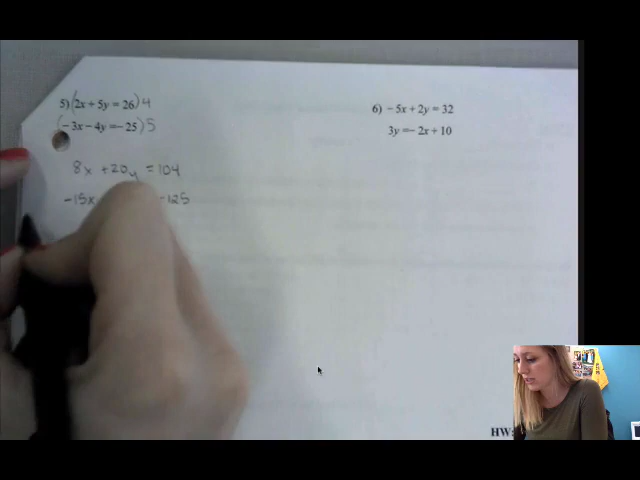 5) (2x + 5y = 26) 4
(-3x - 4y = -25) 5
8x + 20y = 104
-15x -125
6) -5x + 2y = 32
3y = -2x + 10
HW: